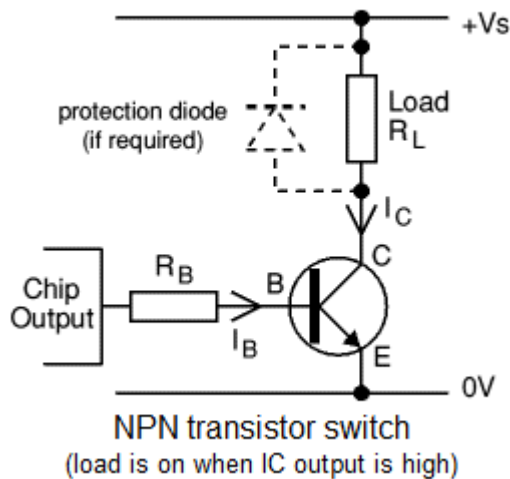 +Vs
protection diode
(if required)
Load
RL
IC
C
RB
B
Chip
Output
IB
E
0V
NPN transistor switch
(load is on when IC output is high)